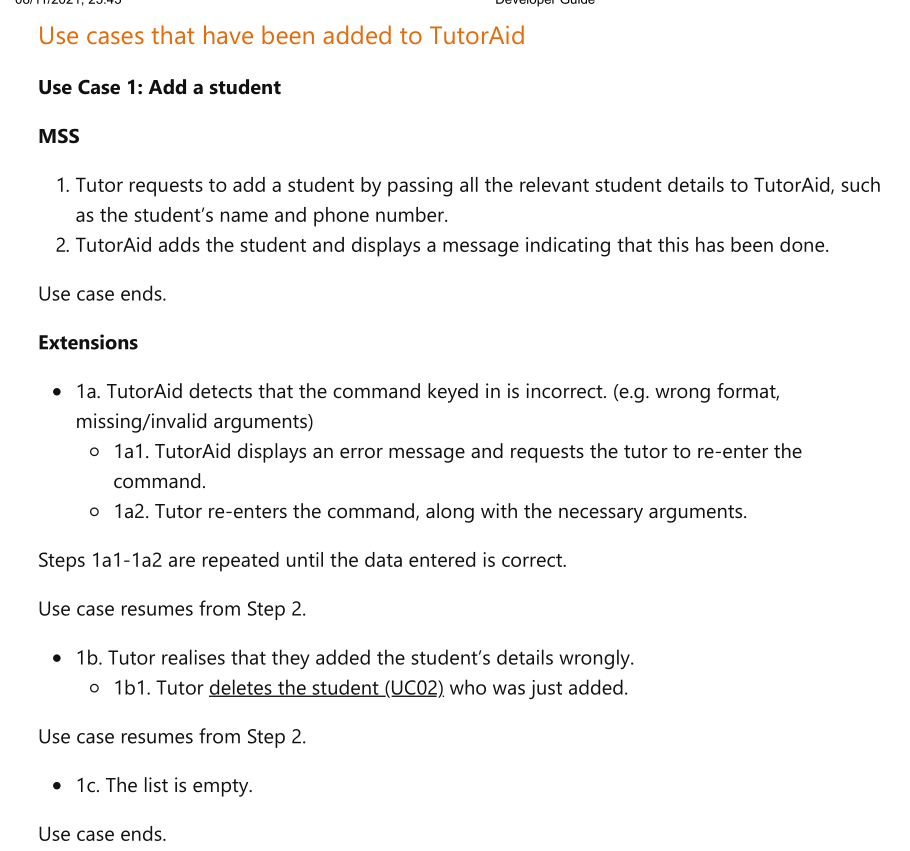 08/11/2021, 23:43 Developer Guide
Use cases that have been added to TutorAid
Use Case 1: Add a student
MSS
1. Tutor requests to add a student by passing all the relevant student details to TutorAid, such
as the student’s name and phone number.
2. TutorAid adds the student and displays a message indicating that this has been done.
Use case ends.
Extensions
• 1a. TutorAid detects that the command keyed in is incorrect. (e.g. wrong format,
missing/invalid arguments)
○ 1a1. TutorAid displays an error message and requests the tutor to re-enter the
command.
○ 1a2. Tutor re-enters the command, along with the necessary arguments.
Steps 1a1-1a2 are repeated until the data entered is correct.
Use case resumes from Step 2.
• 1b. Tutor realises that they added the student’s details wrongly.
○ 1b1. Tutor deletes the student (UC02) who was just added.
Use case resumes from Step 2.
• 1c. The list is empty.
Use case ends.